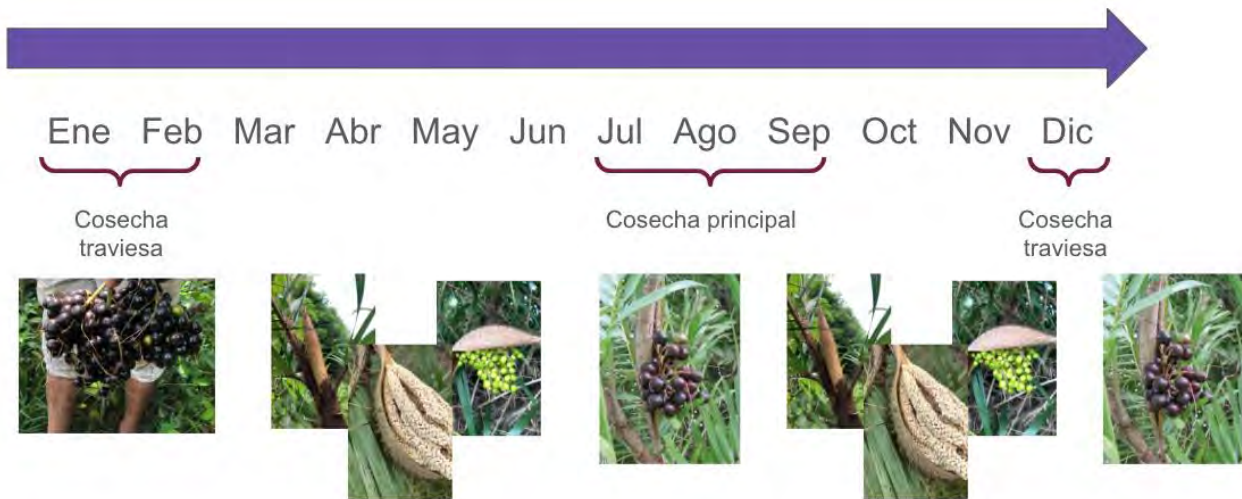 Ene Feb Mar Abr May Jun Jul Ago Sep Oct Nov Dic
Cosecha
traviesa
Cosecha principal
Cosecha
traviesa